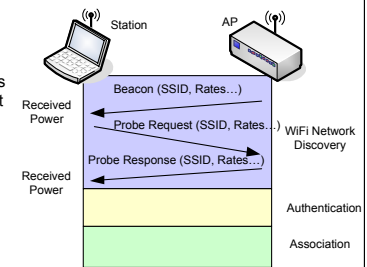 Station
AP
s
t
Beacon (SSID, Rates…)
Received
Power
Probe Request (SSID, Rates…)
WiFi Network
Discovery
Probe Response (SSID, Rates…)
Received
Power
Authentication
Association